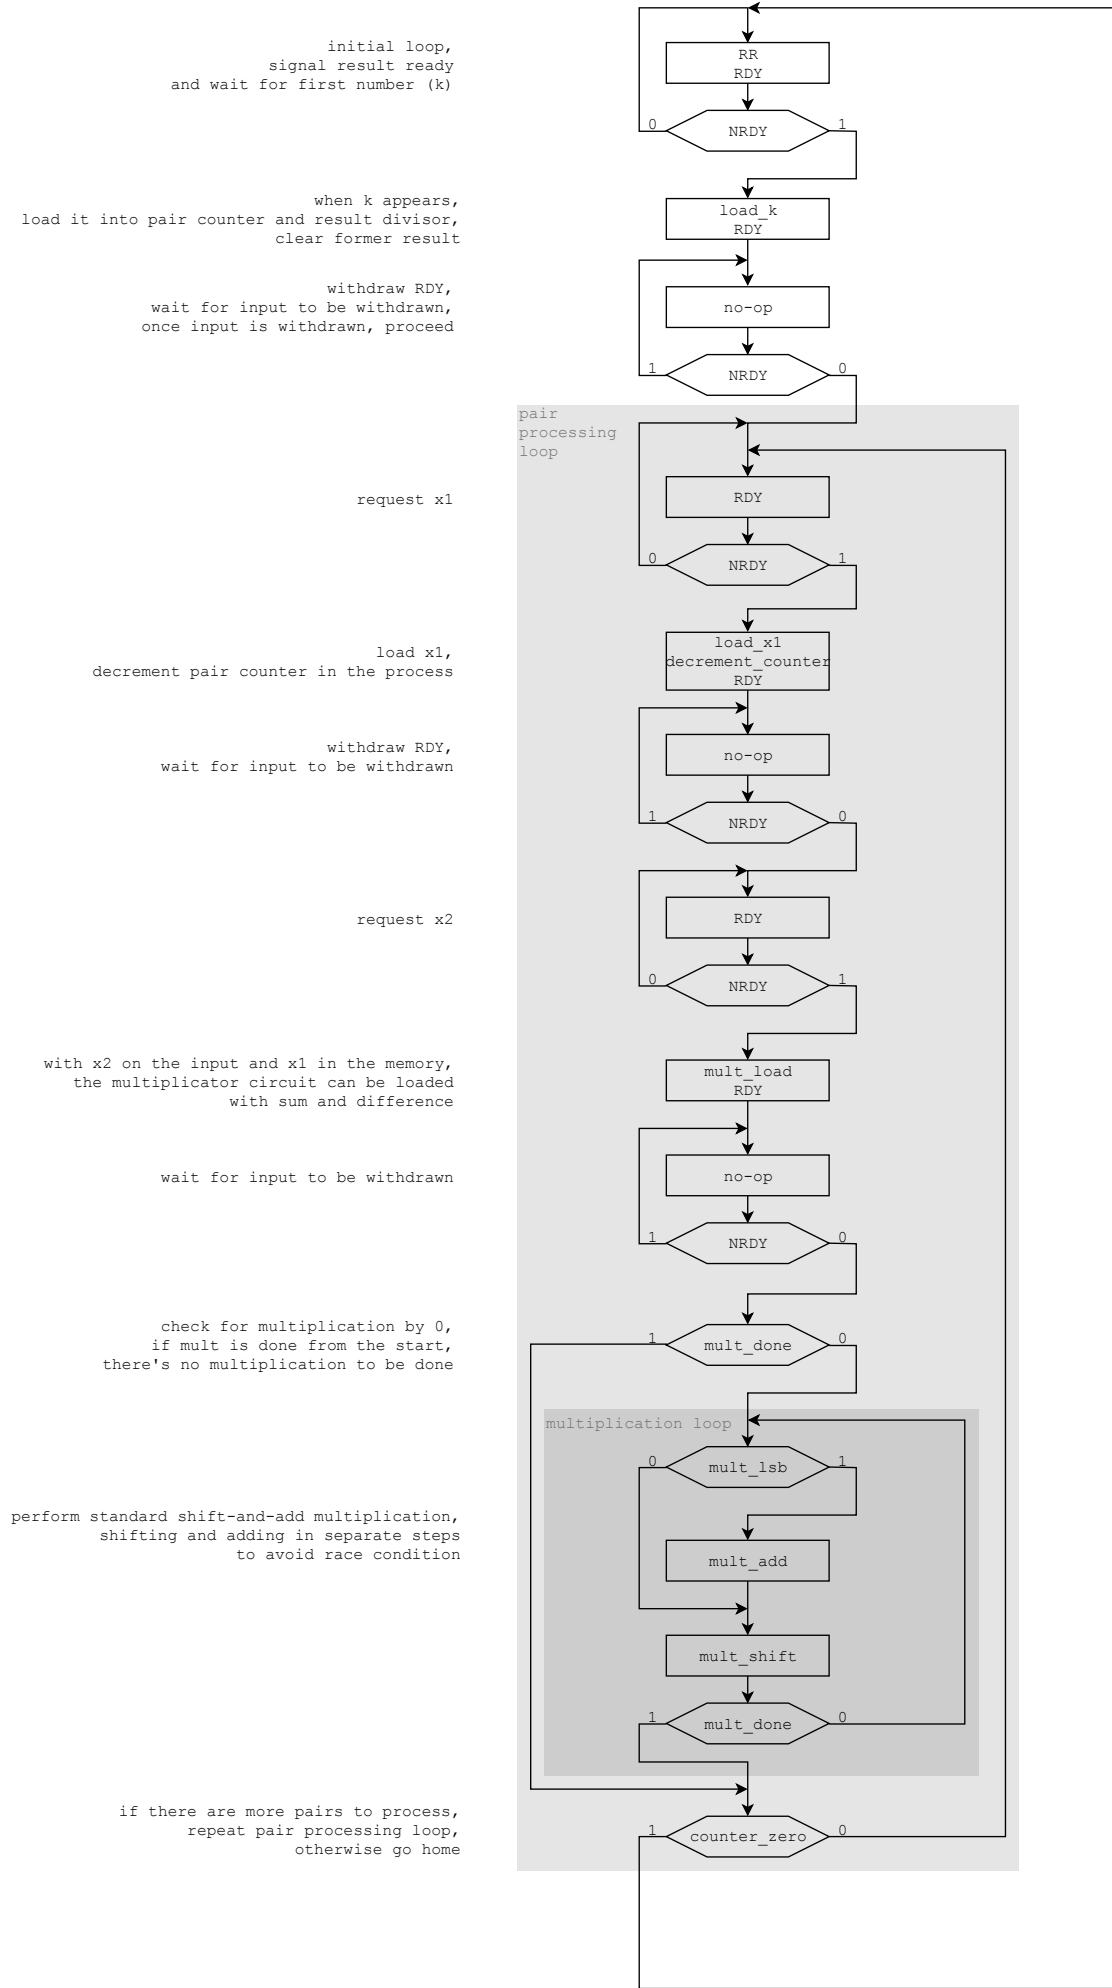 initial loop,
signal result ready
and wait for first number (k)
RR
RDY
NRDY
0
1
when k appears,
load it into pair counter and result divisor,
clear former result
load_k
RDY
withdraw RDY,
wait for input to be withdrawn,
once input is withdrawn, proceed
no-op
NRDY
1
0
pair
processing
loop
request x1
RDY
NRDY
0
1
load x1,
decrement pair counter in the process
load_x1
decrement_counter
RDY
withdraw RDY,
wait for input to be withdrawn
no-op
NRDY
1
0
request x2
RDY
NRDY
0
1
with x2 on the input and x1 in the memory,
the multiplicator circuit can be loaded
with sum and difference
mult_load
RDY
wait for input to be withdrawn
no-op
NRDY
1
0
check for multiplication by 0,
if mult is done from the start,
there's no multiplication to be done
mult_done
1
0
multiplication loop
mult_lsb
0
1
perform standard shift-and-add multiplication,
shifting and adding in separate steps
to avoid race condition
mult_add
mult_shift
mult_done
1
0
if there are more pairs to process,
repeat pair processing loop,
otherwise go home
counter_zero
1
0